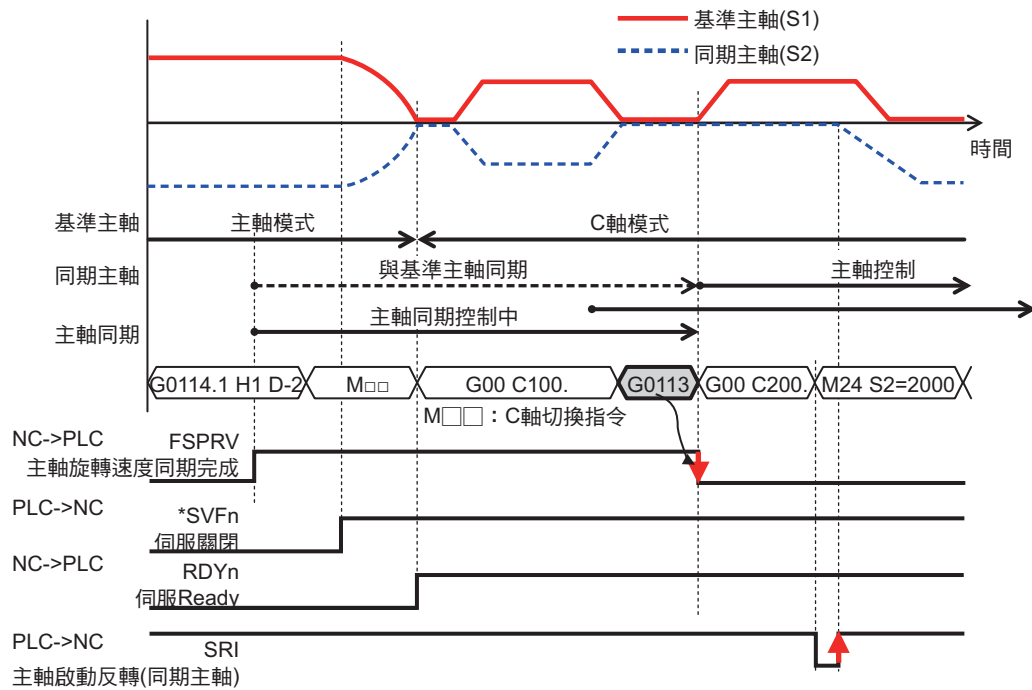 基準主軸(S1)
同期主軸(S2)
時間
基準主軸
主軸模式
C軸模式
同期主軸
與基準主軸同期
主軸控制
主軸同期
主軸同期控制中
G0114.1 H1 D-2
M□□
G00 C100.
G0113
G00 C200.
M24 S2=2000
M□□：C軸切換指令
NC->PLC
FSPRV
主軸旋轉速度同期完成
PLC->NC
*SVFn
伺服關閉
NC->PLC
RDYn
伺服Ready
PLC->NC
SRI
主軸啟動反轉(同期主軸)